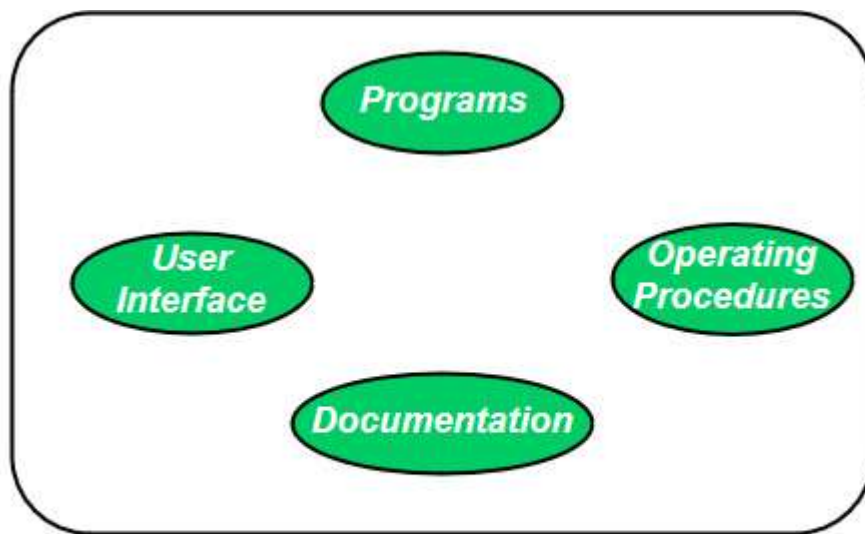 Programs
User
Interface
Operating
Procedures
Documentation